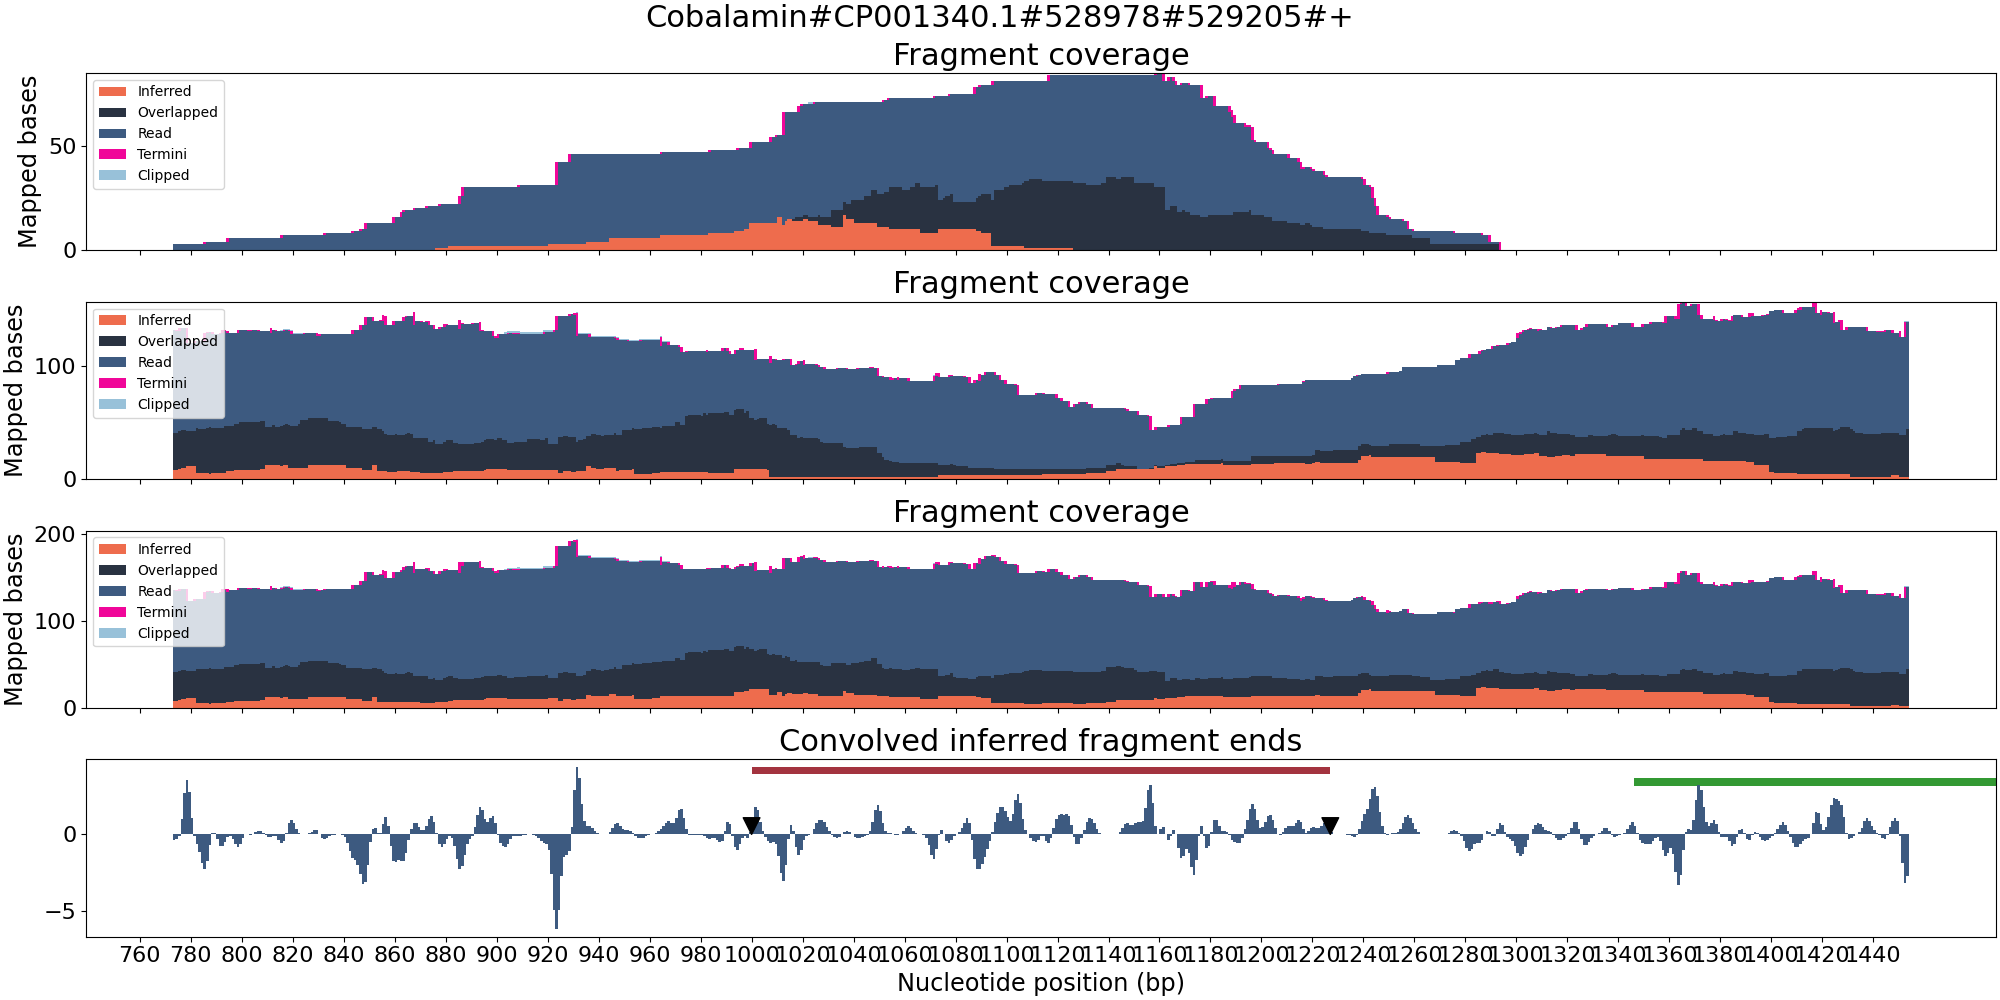 Cobalamin#CP001340.1#528978#529205#+
Fragment coverage
Mapped bases
50
0
Inferred
Overlapped
Read
Termini
Clipped
Fragment coverage
Mapped bases
100
0
Inferred
Overlapped
Read
Termini
Clipped
Fragment coverage
Mapped bases
200
100
0
Inferred
Overlapped
Read
Termini
Clipped
Convolved inferred fragment ends
0
−5
760 780 800 820 840 860 880 900 920 940 960 980 1000 1020 1040 1060 1080 1100 1120 1140 1160 1180 1200 1220 1240 1260 1280 1300 1320 1340 1360 1380 1400 1420 1440
Nucleotide position (bp)